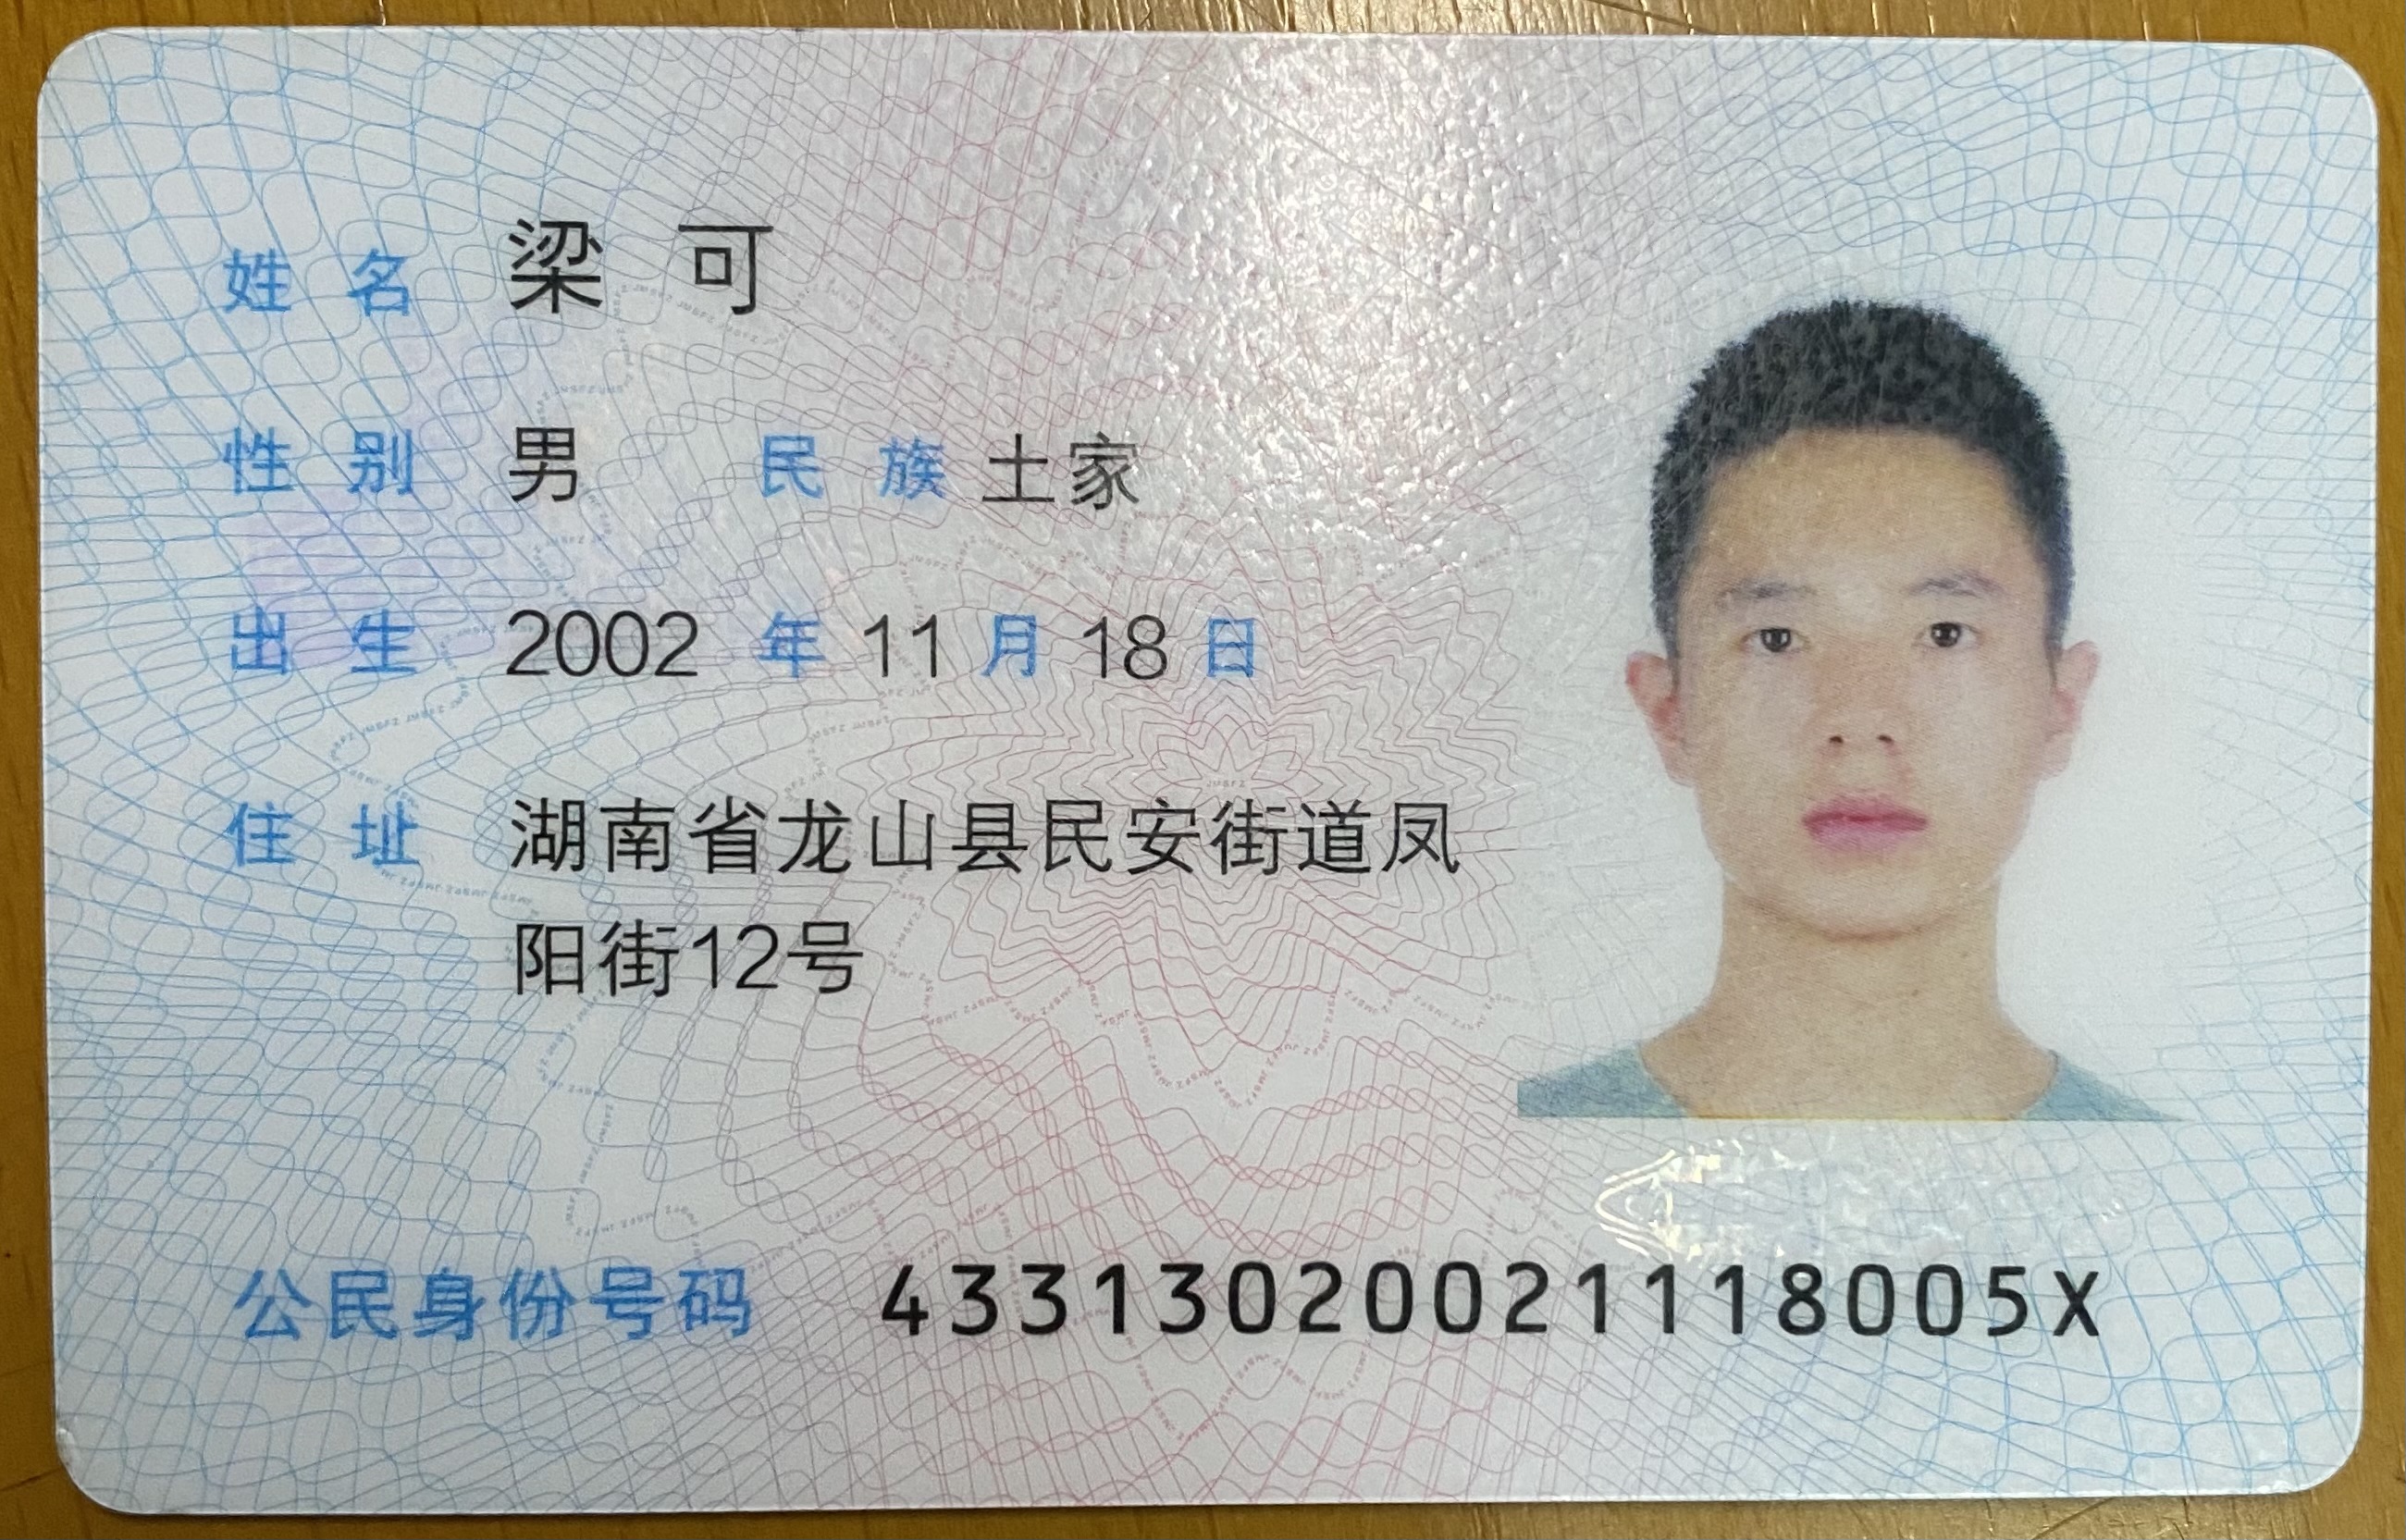 姓名 梁可
性别 男 民族 土家
出生 2002 年 11 月 18 日
住址 湖南省龙山县民安街道凤
阳街12号
公民身份号码 43313020021118005X